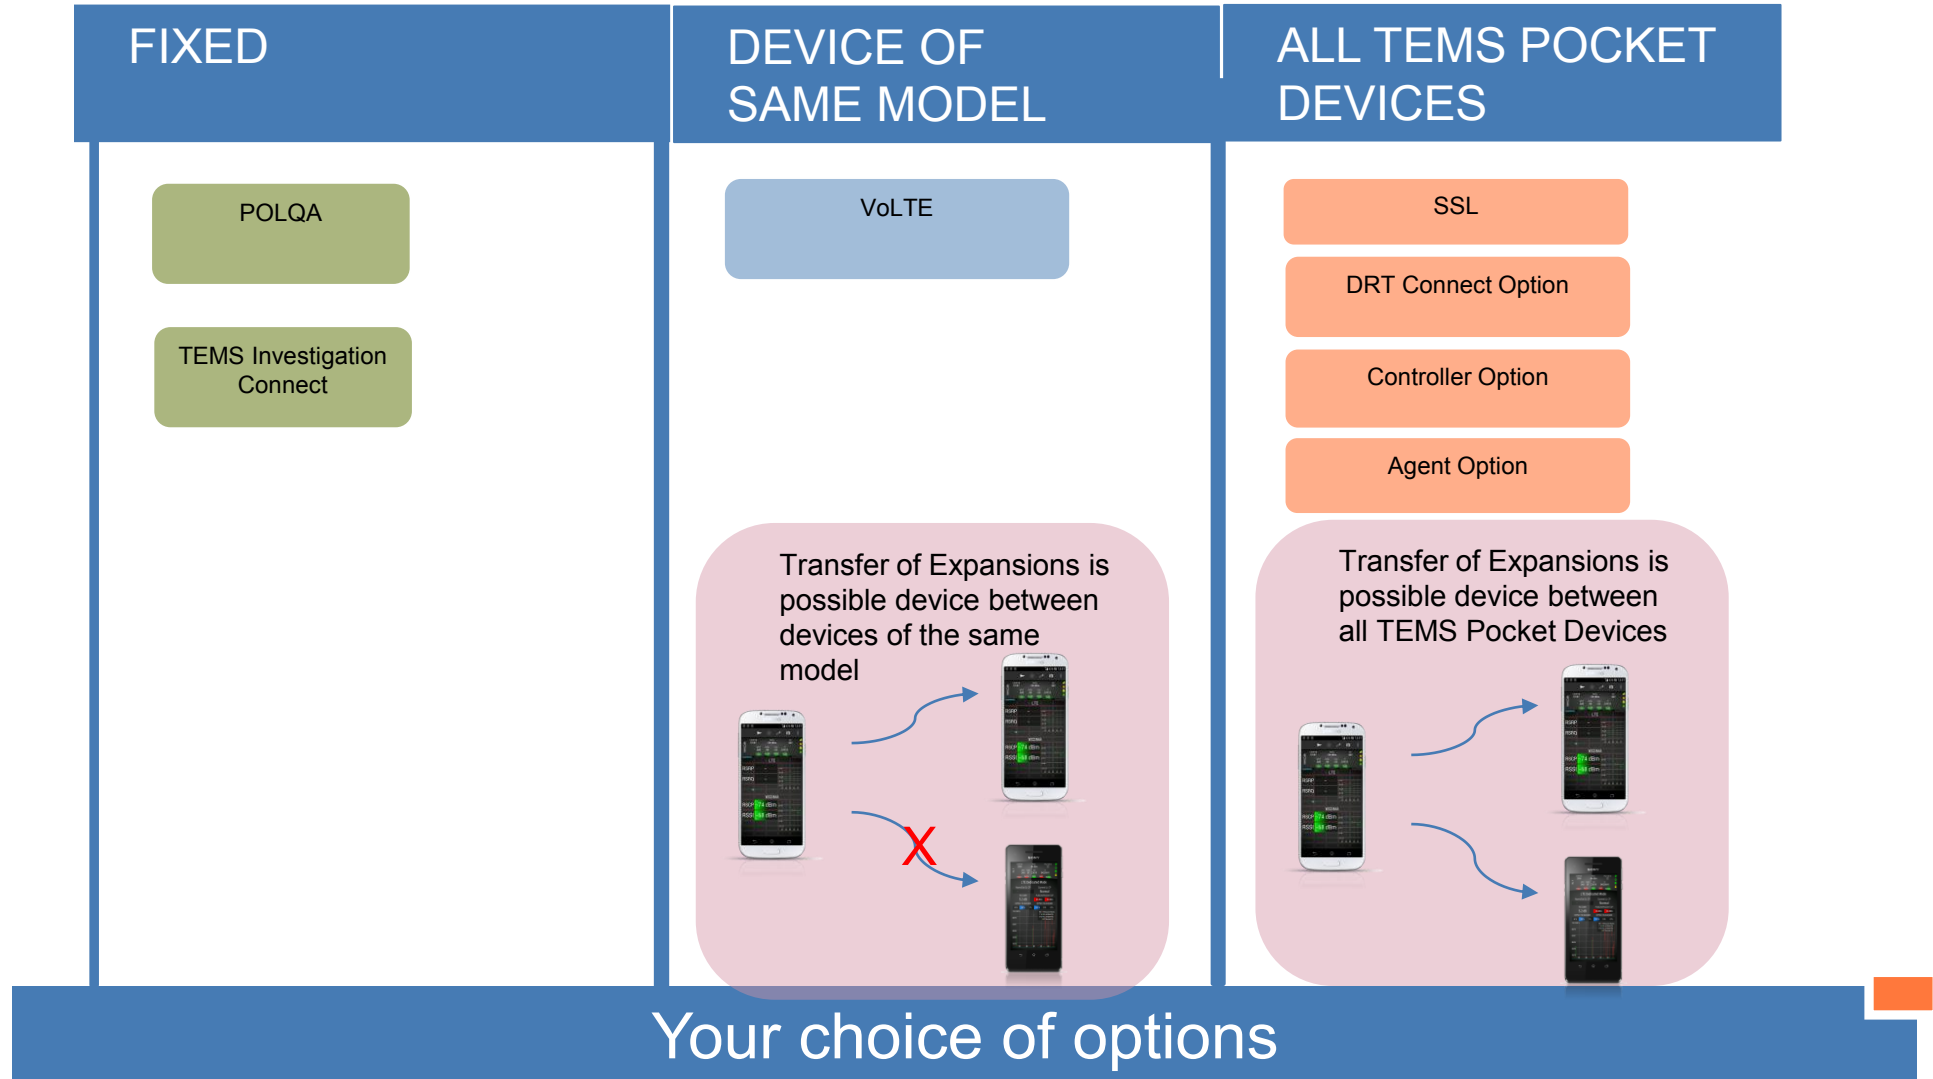 FIXED
DEVICE OF
SAME MODEL
ALL TEMS POCKET
DEVICES
POLQA
TEMS Investigation
Connect
VoLTE
SSL
DRT Connect Option
Controller Option
Agent Option
Transfer of Expansions is
possible device between
devices of the same
model
X
Transfer of Expansions is
possible device between
all TEMS Pocket Devices
Your choice of options